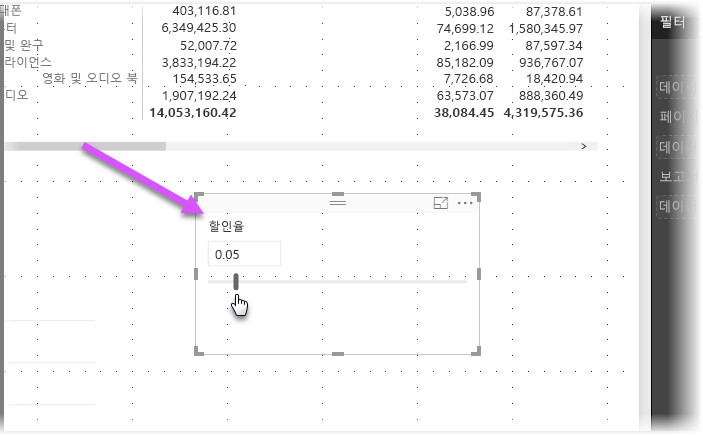 403,116.81 5,038.96 87,378.61
6,349,425.30 74,699.12 1,580,345.97
및 완구 52,007.72 2,166.99 87,597.34
라이언스 3,833,194.22 85,182.09 936,767.07
영화 및 오디오 북 154,533.65 7,726.68 18,420.94
디오 1,907,192.24 63,573.07 888,360.49
14,053,160.42 38,084.45 4,319,575.36
필터
데이
페이
데이
보고
데이
할인율
0.05